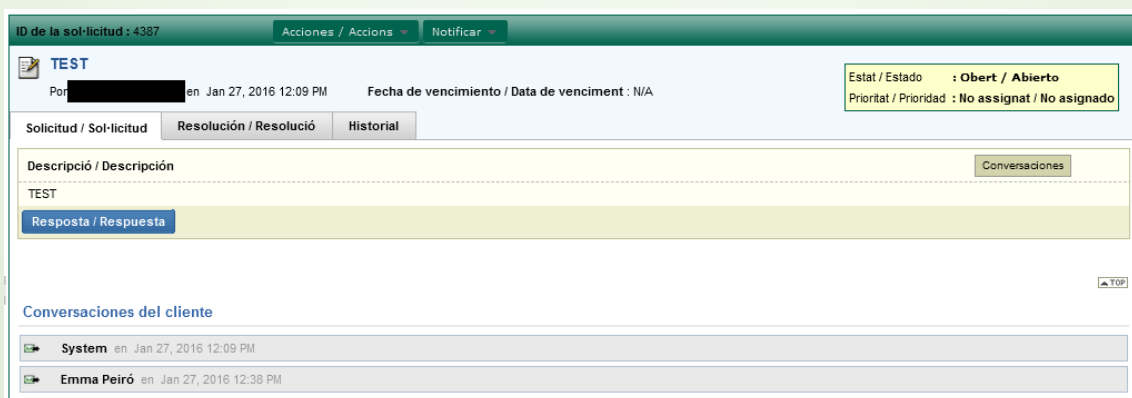 ID de la sol·licitud : 4387 Acciones / Accions Notificar
TEST
Por en Jan 27, 2016 12:09 PM Fecha de vencimiento / Data de venciment : N/A
Estat / Estado : Obert / Abierto
Prioritat / Prioridad : No assignat / No asignado
Solicitud / Sol·licitud Resolución / Resolució Historial
Descripció / Descripción Conversaciones
TEST
Resposta / Respuesta
TOP
Conversaciones del cliente
System en Jan 27, 2016 12:09 PM
Emma Peiró en Jan 27, 2016 12:38 PM